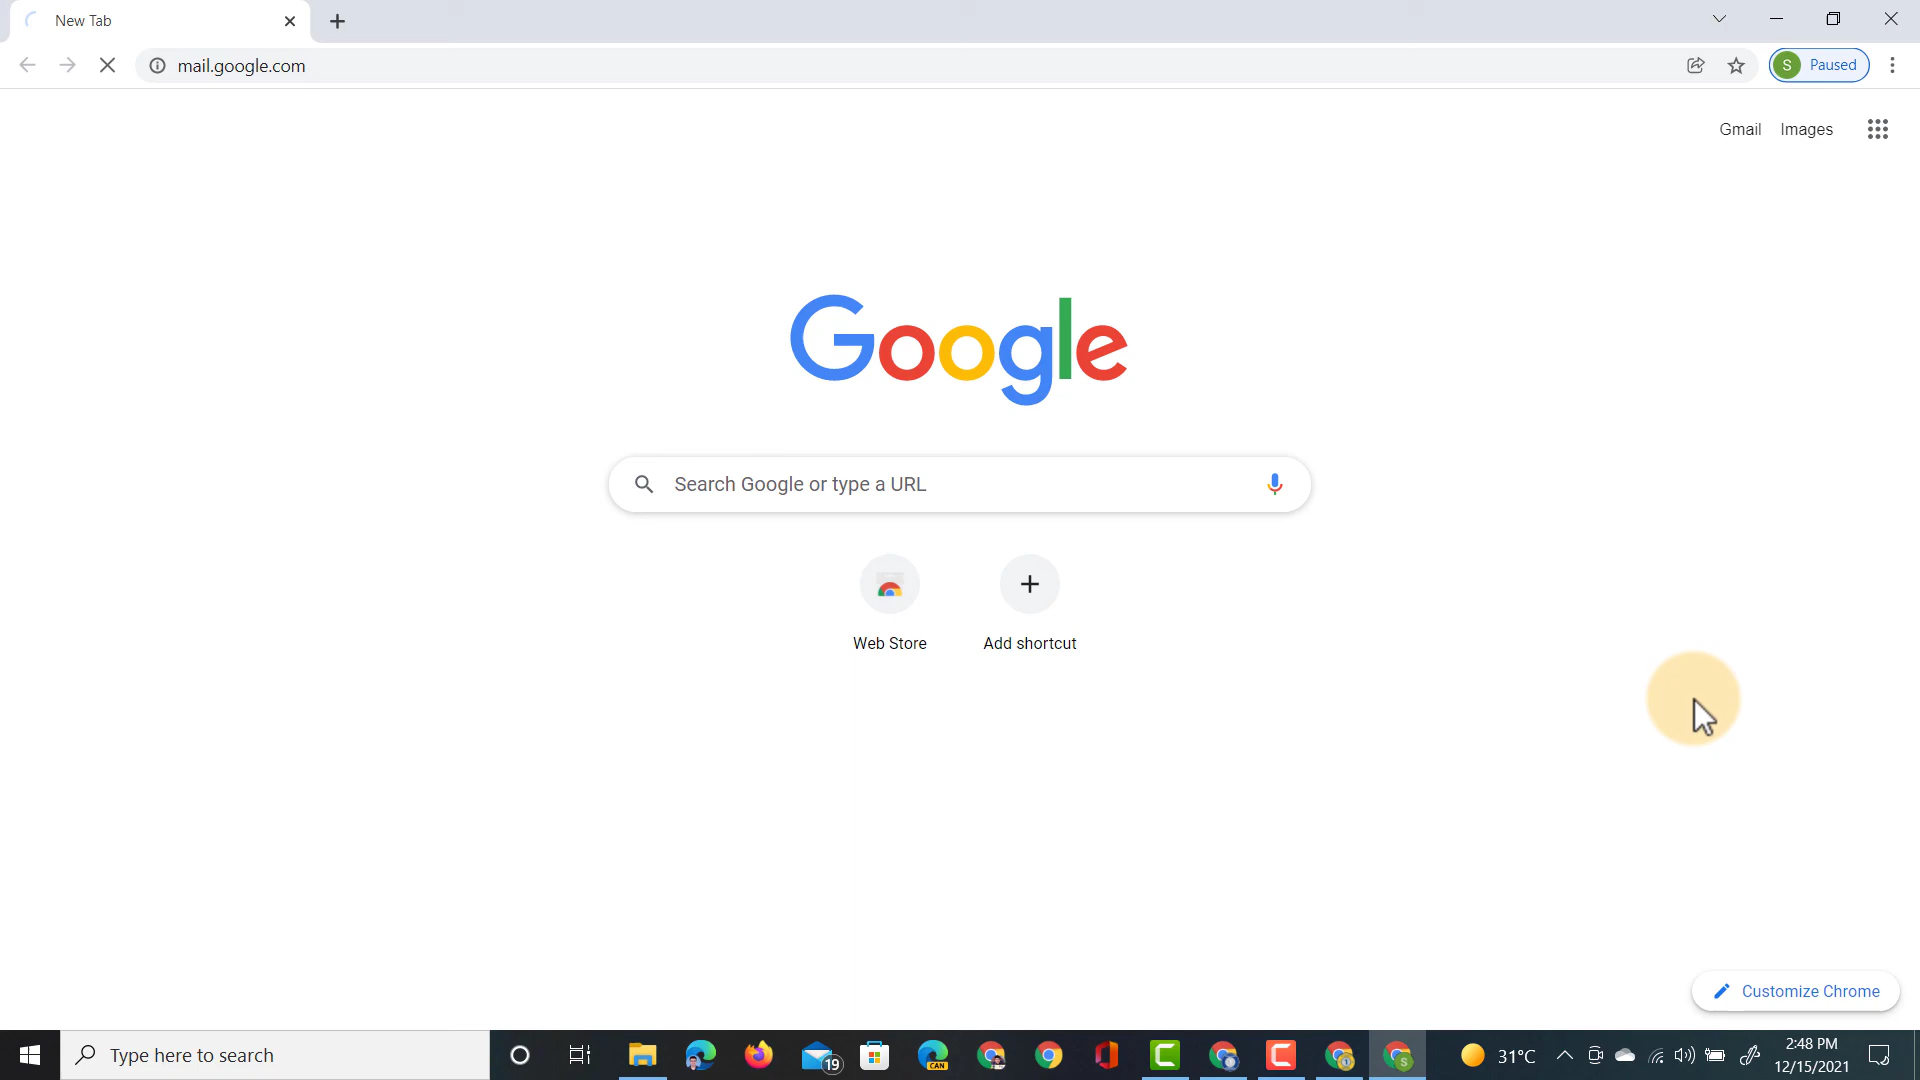 New Tab
mail.google.com
S Paused
Gmail Images
Google
Search Google or type a URL
Web Store Add shortcut
Customize Chrome
Type here to search
19
CAN
S
31°C
2:48 PM
12/15/2021